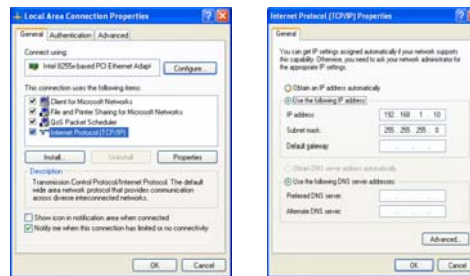 Local Area Connection Properties
General Authentication Advanced
Connect using:
Intel 8255x-based PCI Ethernet Adapt
Configure...
This connection uses the following items:
Client for Microsoft Networks
File and Printer Sharing for Microsoft Networks
QoS Packet Scheduler
Internet Protocol (TCP/IP)
Install...
Uninstall
Properties
Description
Transmission Control Protocol/Internet Protocol. The default
wide area network protocol that provides communication
across diverse interconnected networks.
Show icon in notification area when connected
Notify me when this connection has limited or no connectivity
OK
Cancel
Internet Protocol (TCP/IP) Properties
General
You can get IP settings assigned automatically if your network supports
this capability. Otherwise, you need to ask your network administrator for
the appropriate IP settings.
Obtain an IP address automatically
Use the following IP address:
IP address:
192 . 168 . 1 . 10
Subnet mask:
255 . 255 . 255 . 0
Default gateway:
Obtain DNS server address automatically
Use the following DNS server addresses:
Preferred DNS server:
Alternate DNS server:
Advanced...
OK
Cancel